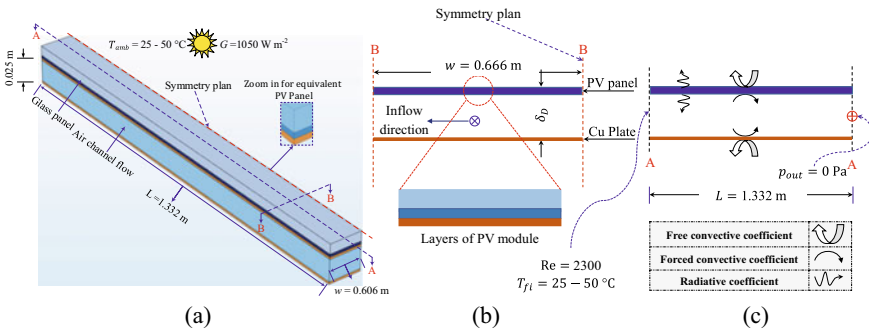 A
T_amb = 25 - 50 °C
G =1050 W m⁻²
0.025 m
Symmetry plan
Zoom in for equivalent
PV Panel
Glass panel
Air channel flow
L =1.332 m
B
B
A
w = 0.606 m
(a)
Symmetry plan
B
B
w = 0.666 m
PV panel
Inflow
direction
δ_D
Cu Plate
Layers of PV module
Re = 2300
T_fi = 25 − 50 °C
(b)
A
A
p_out = 0 Pa
L = 1.332 m
Free convective coefficient
Forced convective coefficient
Radiative coefficient
(c)